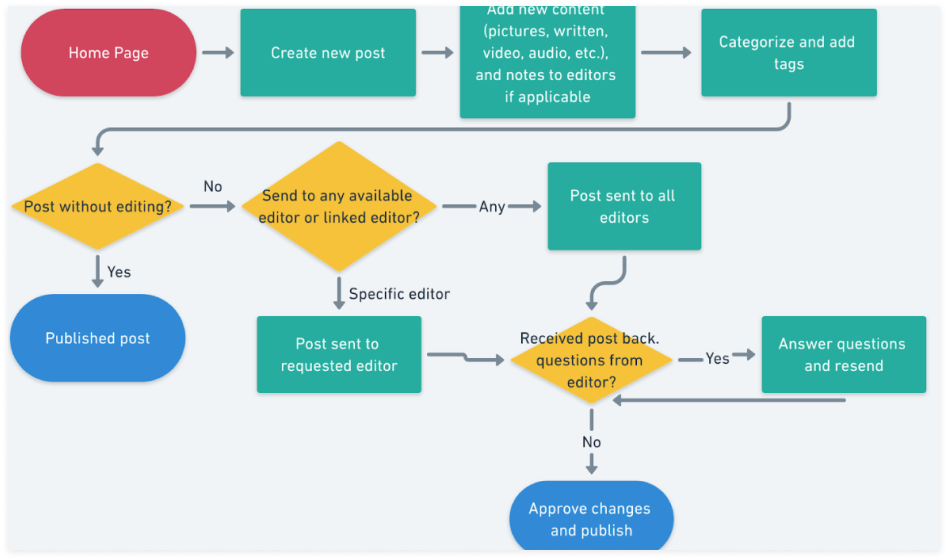 Home Page
Create new post
Add new content
(pictures, written,
video, audio, etc.),
and notes to editors
if applicable
Categorize and add
tags
Post without editing?
No
Send to any available
editor or linked editor?
Any
Post sent to all
editors
Yes
Specific editor
Published post
Post sent to
requested editor
Received post back.
questions from
editor?
Yes
Answer questions
and resend
No
Approve changes
and publish